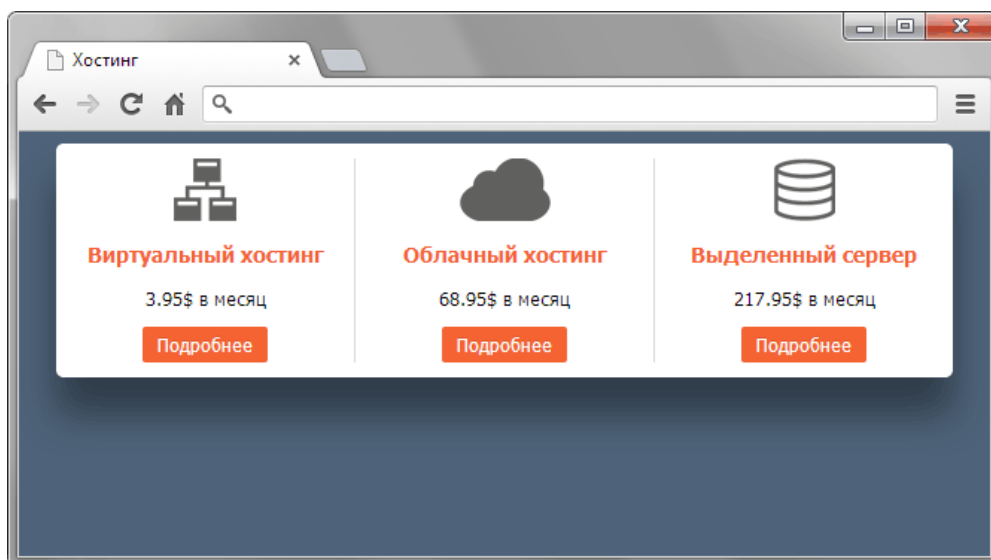 Хостинг
Виртуальный хостинг
Облачный хостинг
Выделенный сервер
3.95$ в месяц
68.95$ в месяц
217.95$ в месяц
Подробнее
Подробнее
Подробнее